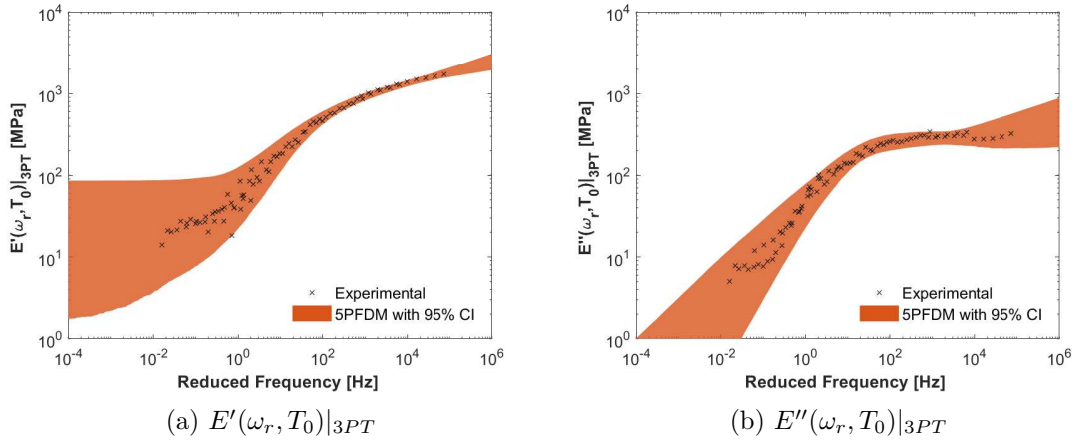 10^4
10^3
10^2
10^1
10^0
E'(ω_r,T_0)|_3PT [MPa]
× Experimental
5PFDM with 95% CI
10^-4 10^-2 10^0 10^2 10^4 10^6
Reduced Frequency [Hz]
(a) E'(ω_r, T_0)|_3PT
10^4
10^3
10^2
10^1
10^0
E''(ω_r,T_0)|_3PT [MPa]
× Experimental
5PFDM with 95% CI
10^-4 10^-2 10^0 10^2 10^4 10^6
Reduced Frequency [Hz]
(b) E''(ω_r, T_0)|_3PT